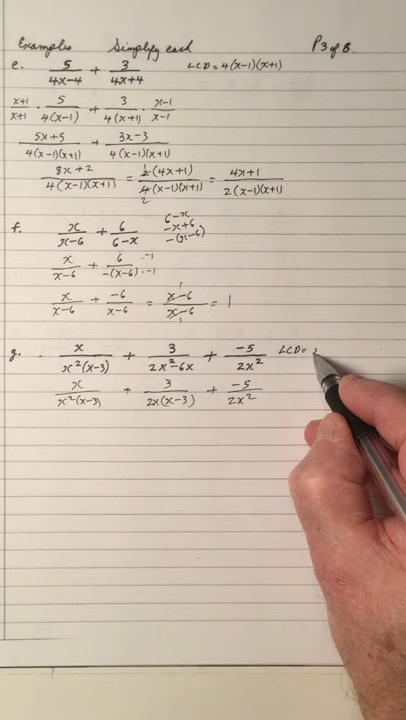 Examples Simplify each P3 of 8.
e. 5/(4x-4) + 3/(4x+4) LCD = 4(x-1)(x+1)
(x+1)/(x+1) · 5/(4(x-1)) + 3/(4(x+1)) · (x-1)/(x-1)
(5x+5)/(4(x-1)(x+1)) + (3x-3)/(4(x-1)(x+1))
(8x+2)/(4(x-1)(x+1)) = 2(4x+1)/(4(x-1)(x+1)) = (4x+1)/(2(x-1)(x+1))
2
f. x/(x-6) + 6/(6-x)
6-x
-x+6
-(x-6)
x/(x-6) + 6/(-(x-6)) ·-1/·-1
x/(x-6) + -6/(x-6) = (x-6)/(x-6) = 1
g. x/(x²(x-3)) + 3/(2x²-6x) + -5/(2x²) LCD =
x/(x²(x-3)) + 3/(2x(x-3)) + -5/(2x²)